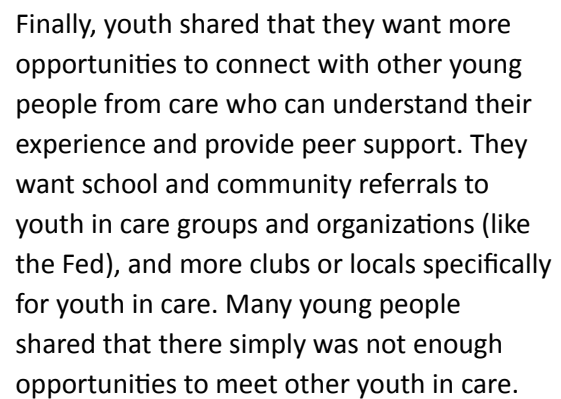 Finally, youth shared that they want more
opportunities to connect with other young
people from care who can understand their
experience and provide peer support. They
want school and community referrals to
youth in care groups and organizations (like
the Fed), and more clubs or locals specifically
for youth in care. Many young people
shared that there simply was not enough
opportunities to meet other youth in care.